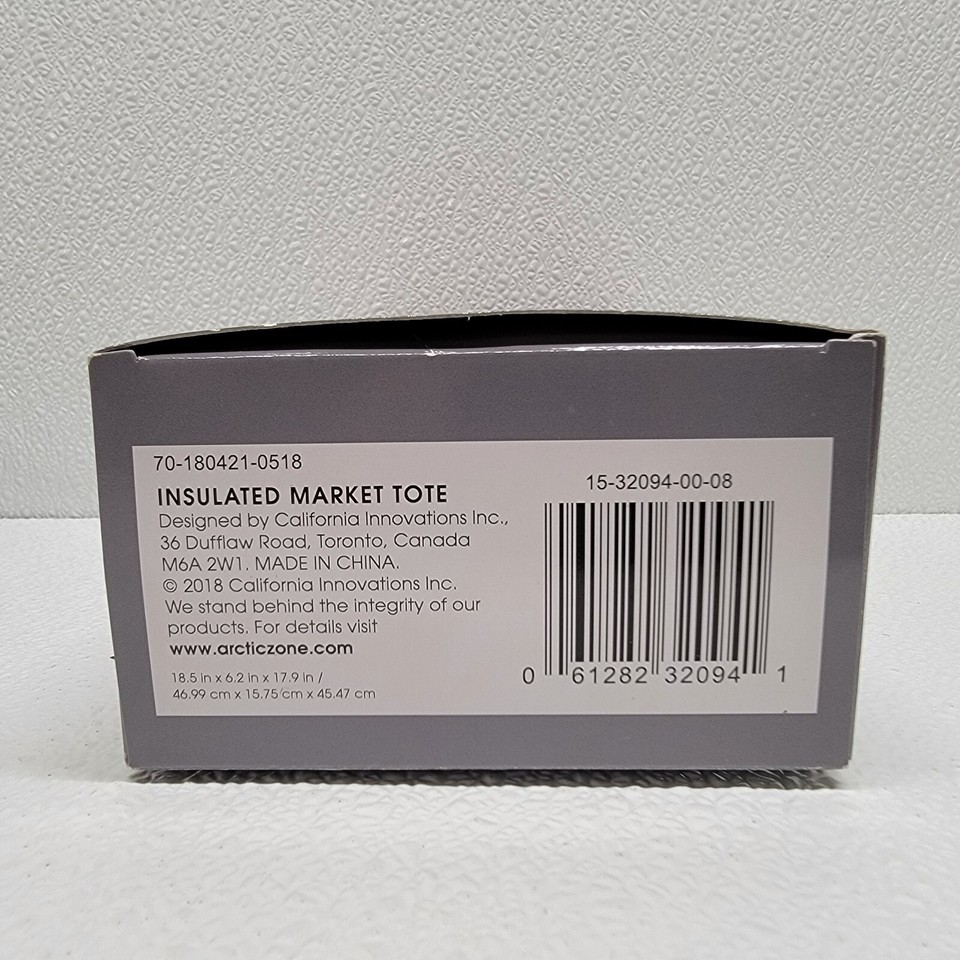 70-180421-0518
INSULATED MARKET TOTE
Designed by California Innovations Inc.,
36 Dufflaw Road, Toronto, Canada
M6A 2W1. MADE IN CHINA.
© 2018 California Innovations Inc.
We stand behind the integrity of our
products. For details visit
www.arcticzone.com
18.5 in x 6.2 in x 17.9 in /
46.99 cm x 15.75 cm x 45.47 cm
15-32094-00-08
0 61282 32094 1